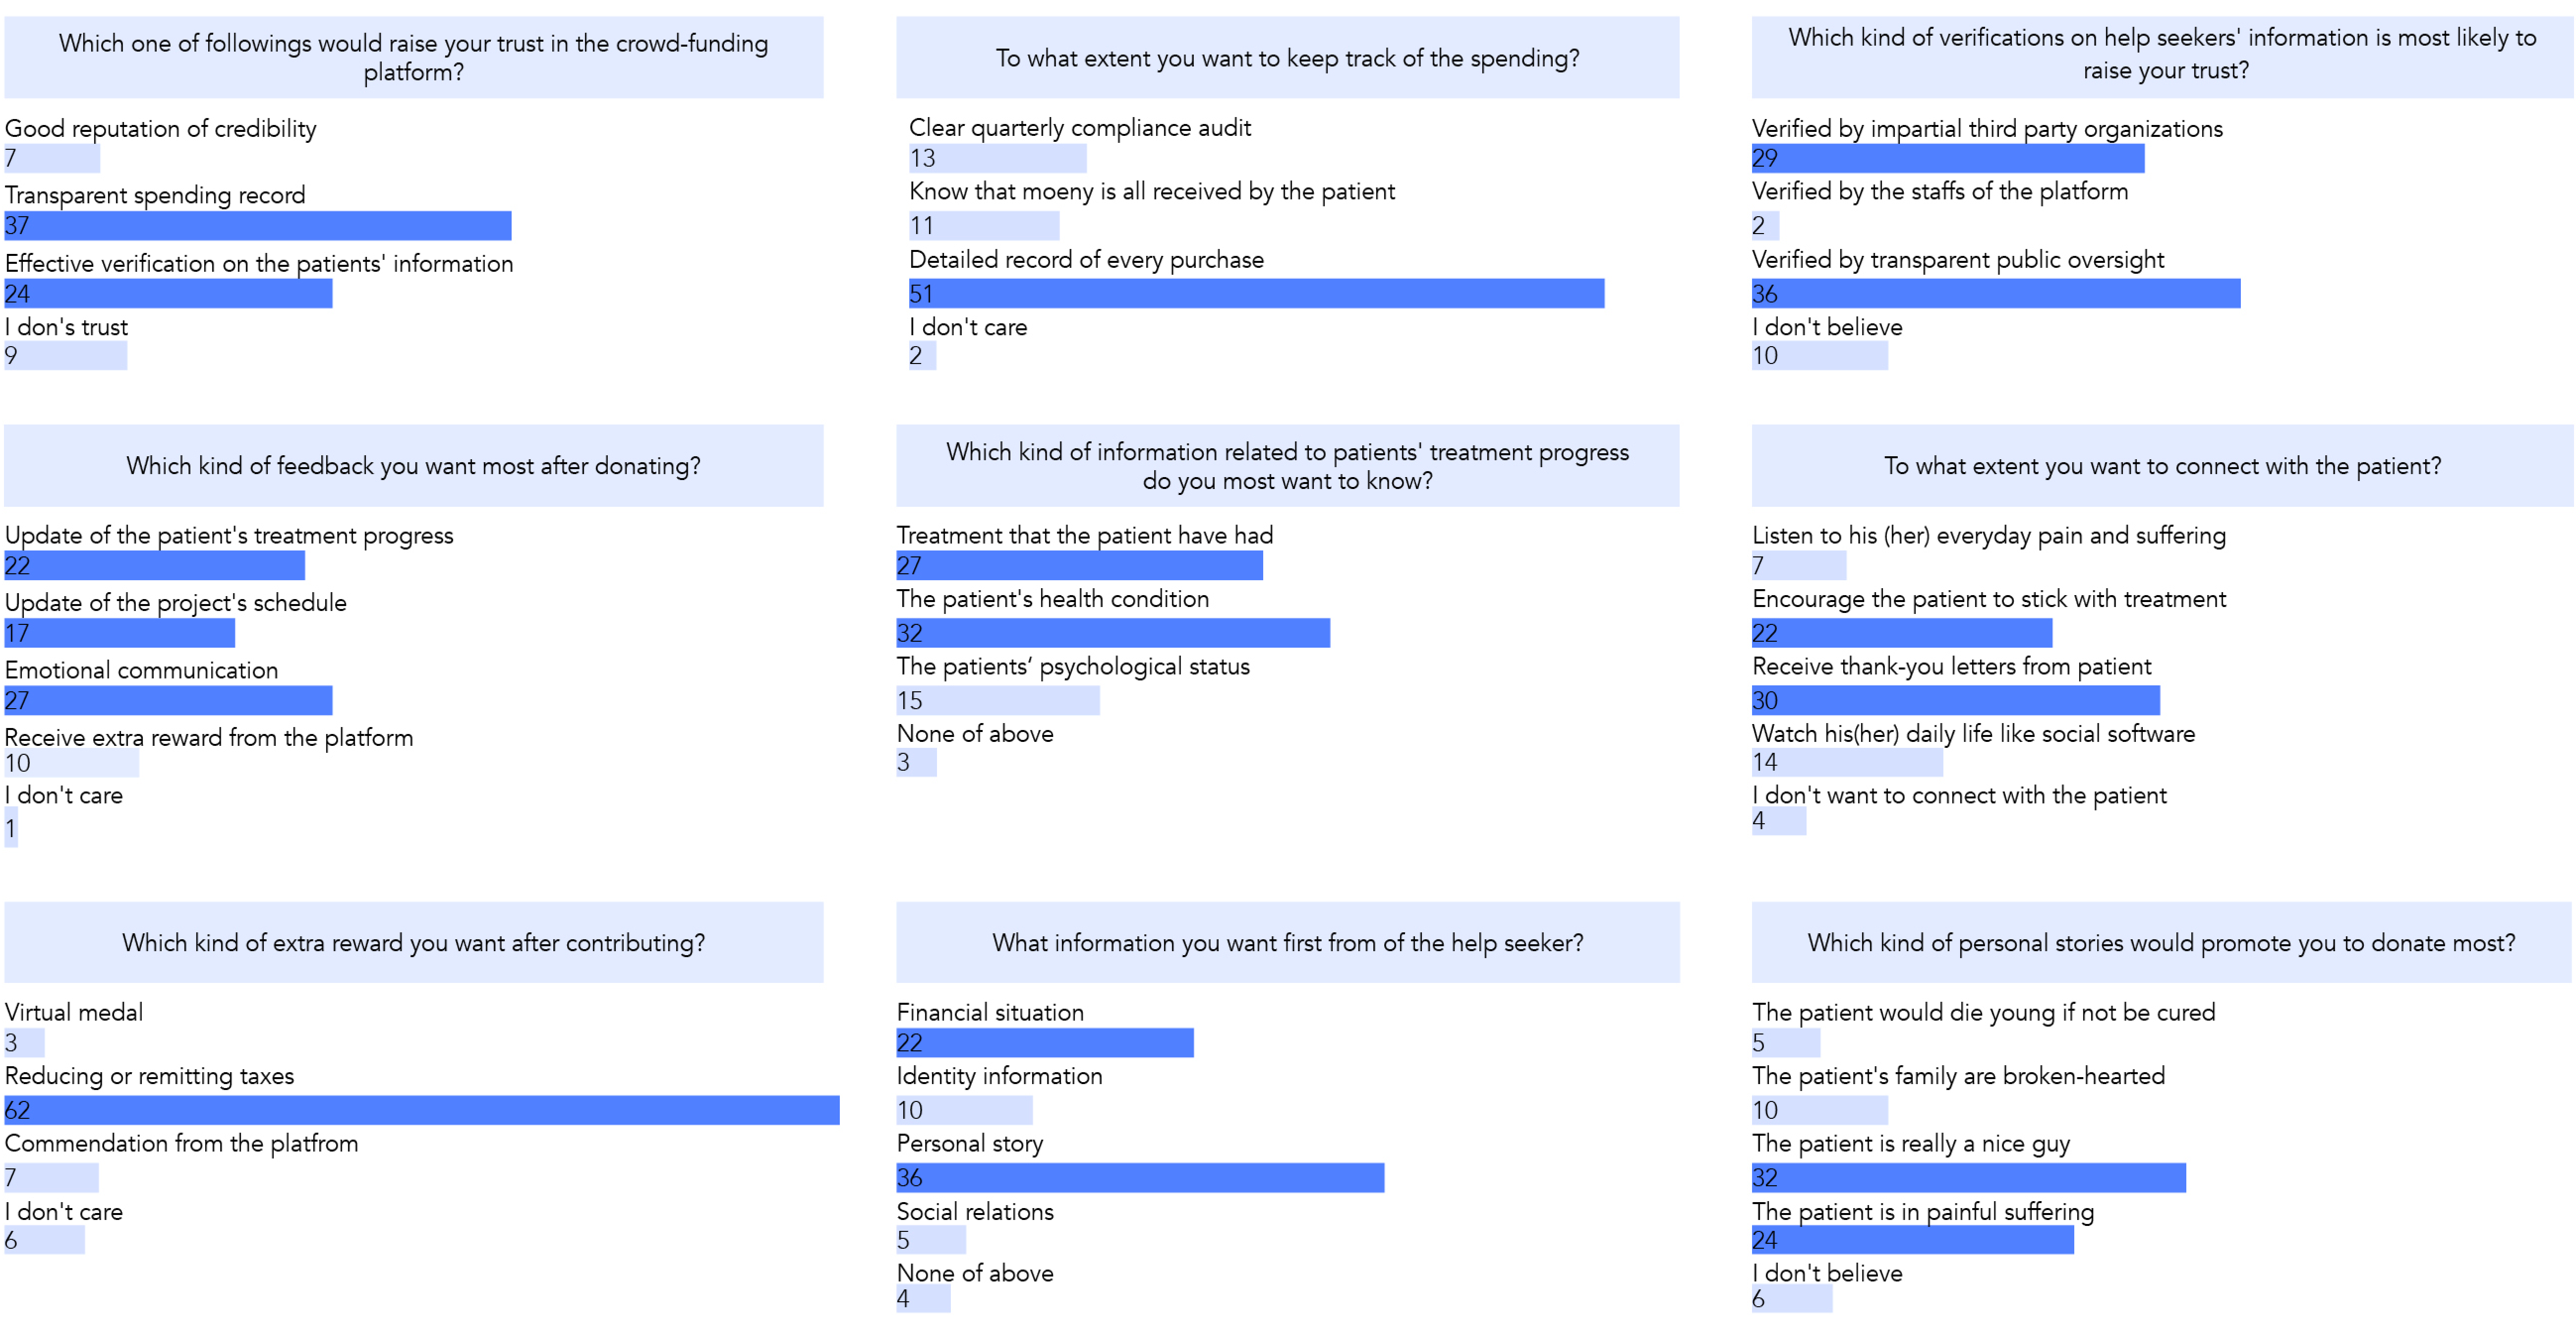 Which one of followings would raise your trust in the crowd-funding
platform?
Good reputation of credibility
7
Transparent spending record
37
Effective verification on the patients' information
24
I don's trust
9
To what extent you want to keep track of the spending?
Clear quarterly compliance audit
13
Know that moeny is all received by the patient
11
Detailed record of every purchase
51
I don't care
2
Which kind of verifications on help seekers' information is most likely to
raise your trust?
Verified by impartial third party organizations
29
Verified by the staffs of the platform
2
Verified by transparent public oversight
36
I don't believe
10
Which kind of feedback you want most after donating?
Update of the patient's treatment progress
22
Update of the project's schedule
17
Emotional communication
27
Receive extra reward from the platform
10
I don't care
1
Which kind of information related to patients' treatment progress
do you most want to know?
Treatment that the patient have had
27
The patient's health condition
32
The patients‘ psychological status
15
None of above
3
To what extent you want to connect with the patient?
Listen to his (her) everyday pain and suffering
7
Encourage the patient to stick with treatment
22
Receive thank-you letters from patient
30
Watch his(her) daily life like social software
14
I don't want to connect with the patient
4
Which kind of extra reward you want after contributing?
Virtual medal
3
Reducing or remitting taxes
62
Commendation from the platfrom
7
I don't care
6
What information you want first from of the help seeker?
Financial situation
22
Identity information
10
Personal story
36
Social relations
5
None of above
4
Which kind of personal stories would promote you to donate most?
The patient would die young if not be cured
5
The patient's family are broken-hearted
10
The patient is really a nice guy
32
The patient is in painful suffering
24
I don't believe
6